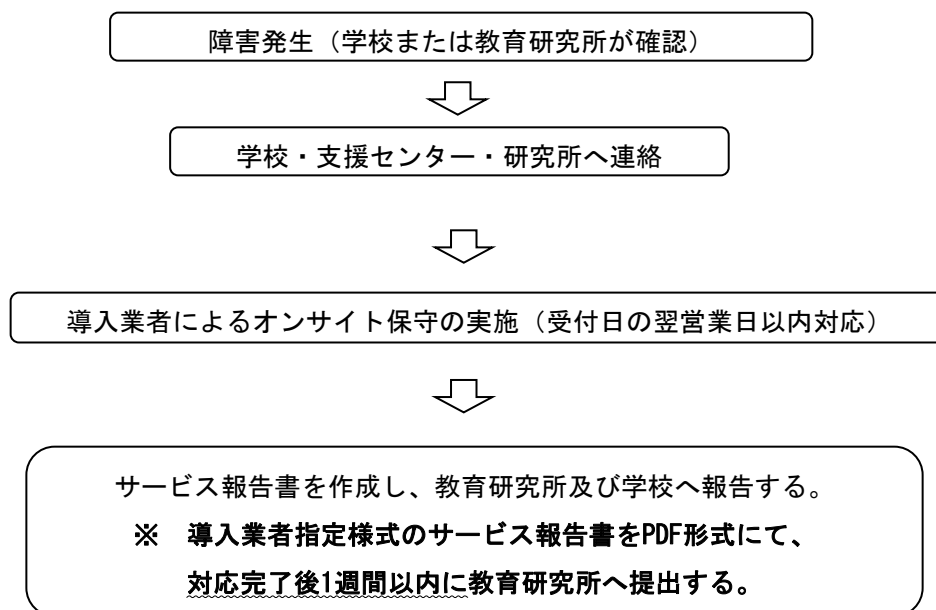 障害発生（学校または教育研究所が確認）
学校・支援センター・研究所へ連絡
導入業者によるオンサイト保守の実施（受付日の翌営業日以内対応）
サービス報告書を作成し、教育研究所及び学校へ報告する。
※　導入業者指定様式のサービス報告書をPDF形式にて、
対応完了後1週間以内に教育研究所へ提出する。